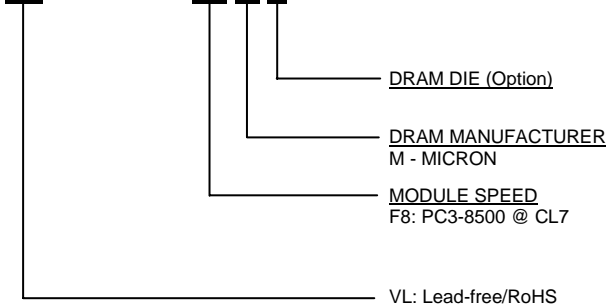 DRAM DIE (Option)
DRAM MANUFACTURER
M - MICRON
MODULE SPEED
F8: PC3-8500 @ CL7
VL: Lead-free/RoHS